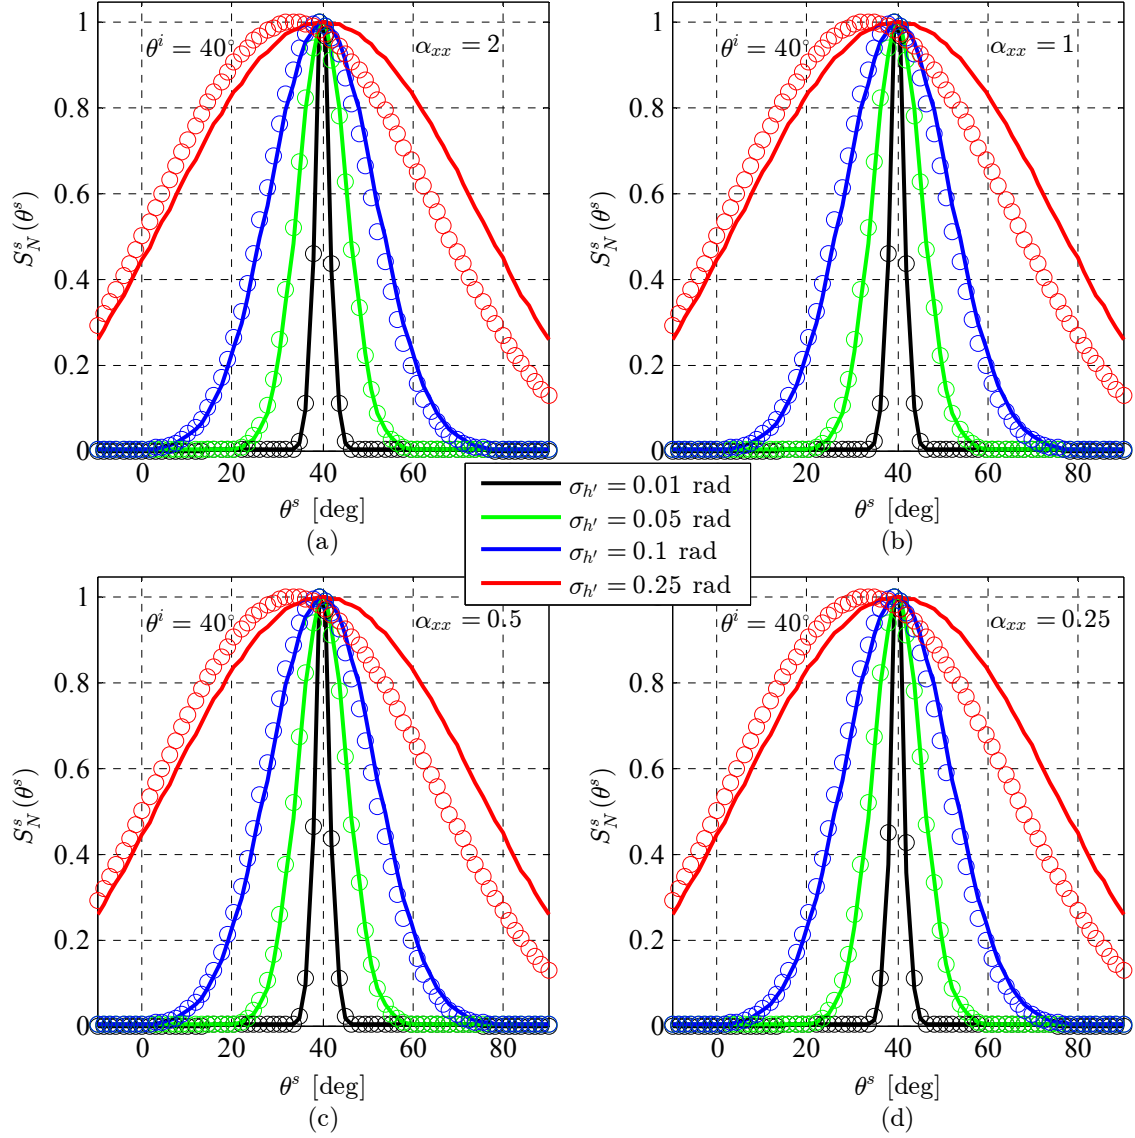 θ^i = 40°
α_xx = 2
S_N^s(θ^s)
1
0.8
0.6
0.4
0.2
0
0 20 40 60 80
θ^s [deg]
(a)
θ^i = 40°
α_xx = 1
S_N^s(θ^s)
1
0.8
0.6
0.4
0.2
0
0 20 40 60 80
θ^s [deg]
(b)
σ_h′ = 0.01 rad
σ_h′ = 0.05 rad
σ_h′ = 0.1 rad
σ_h′ = 0.25 rad
θ^i = 40°
α_xx = 0.5
S_N^s(θ^s)
1
0.8
0.6
0.4
0.2
0
0 20 40 60 80
θ^s [deg]
(c)
θ^i = 40°
α_xx = 0.25
S_N^s(θ^s)
1
0.8
0.6
0.4
0.2
0
0 20 40 60 80
θ^s [deg]
(d)